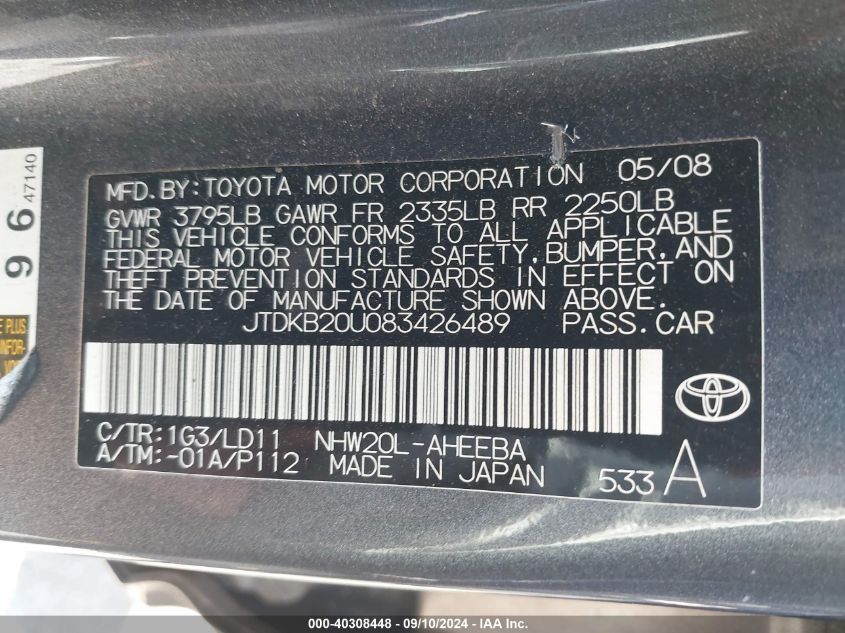 MFD.BY:TOYOTA MOTOR CORPORATION 05/08
GVWR 3795LB GAWR FR 2335LB RR 2250LB
THIS VEHICLE CONFORMS TO ALL APPLICABLE
FEDERAL MOTOR VEHICLE SAFETY,BUMPER,AND
THEFT PREVENTION STANDARDS IN EFFECT ON
THE DATE OF MANUFACTURE SHOWN ABOVE.
JTDKB20U083426489 PASS.CAR
C/TR:1G3/LD11 NHW20L-AHEEBA
A/TM:-01A/P112 MADE IN JAPAN 533 A
96 47140
PLUS
INFOR-
000-40308448 - 09/10/2024 - IAA Inc.